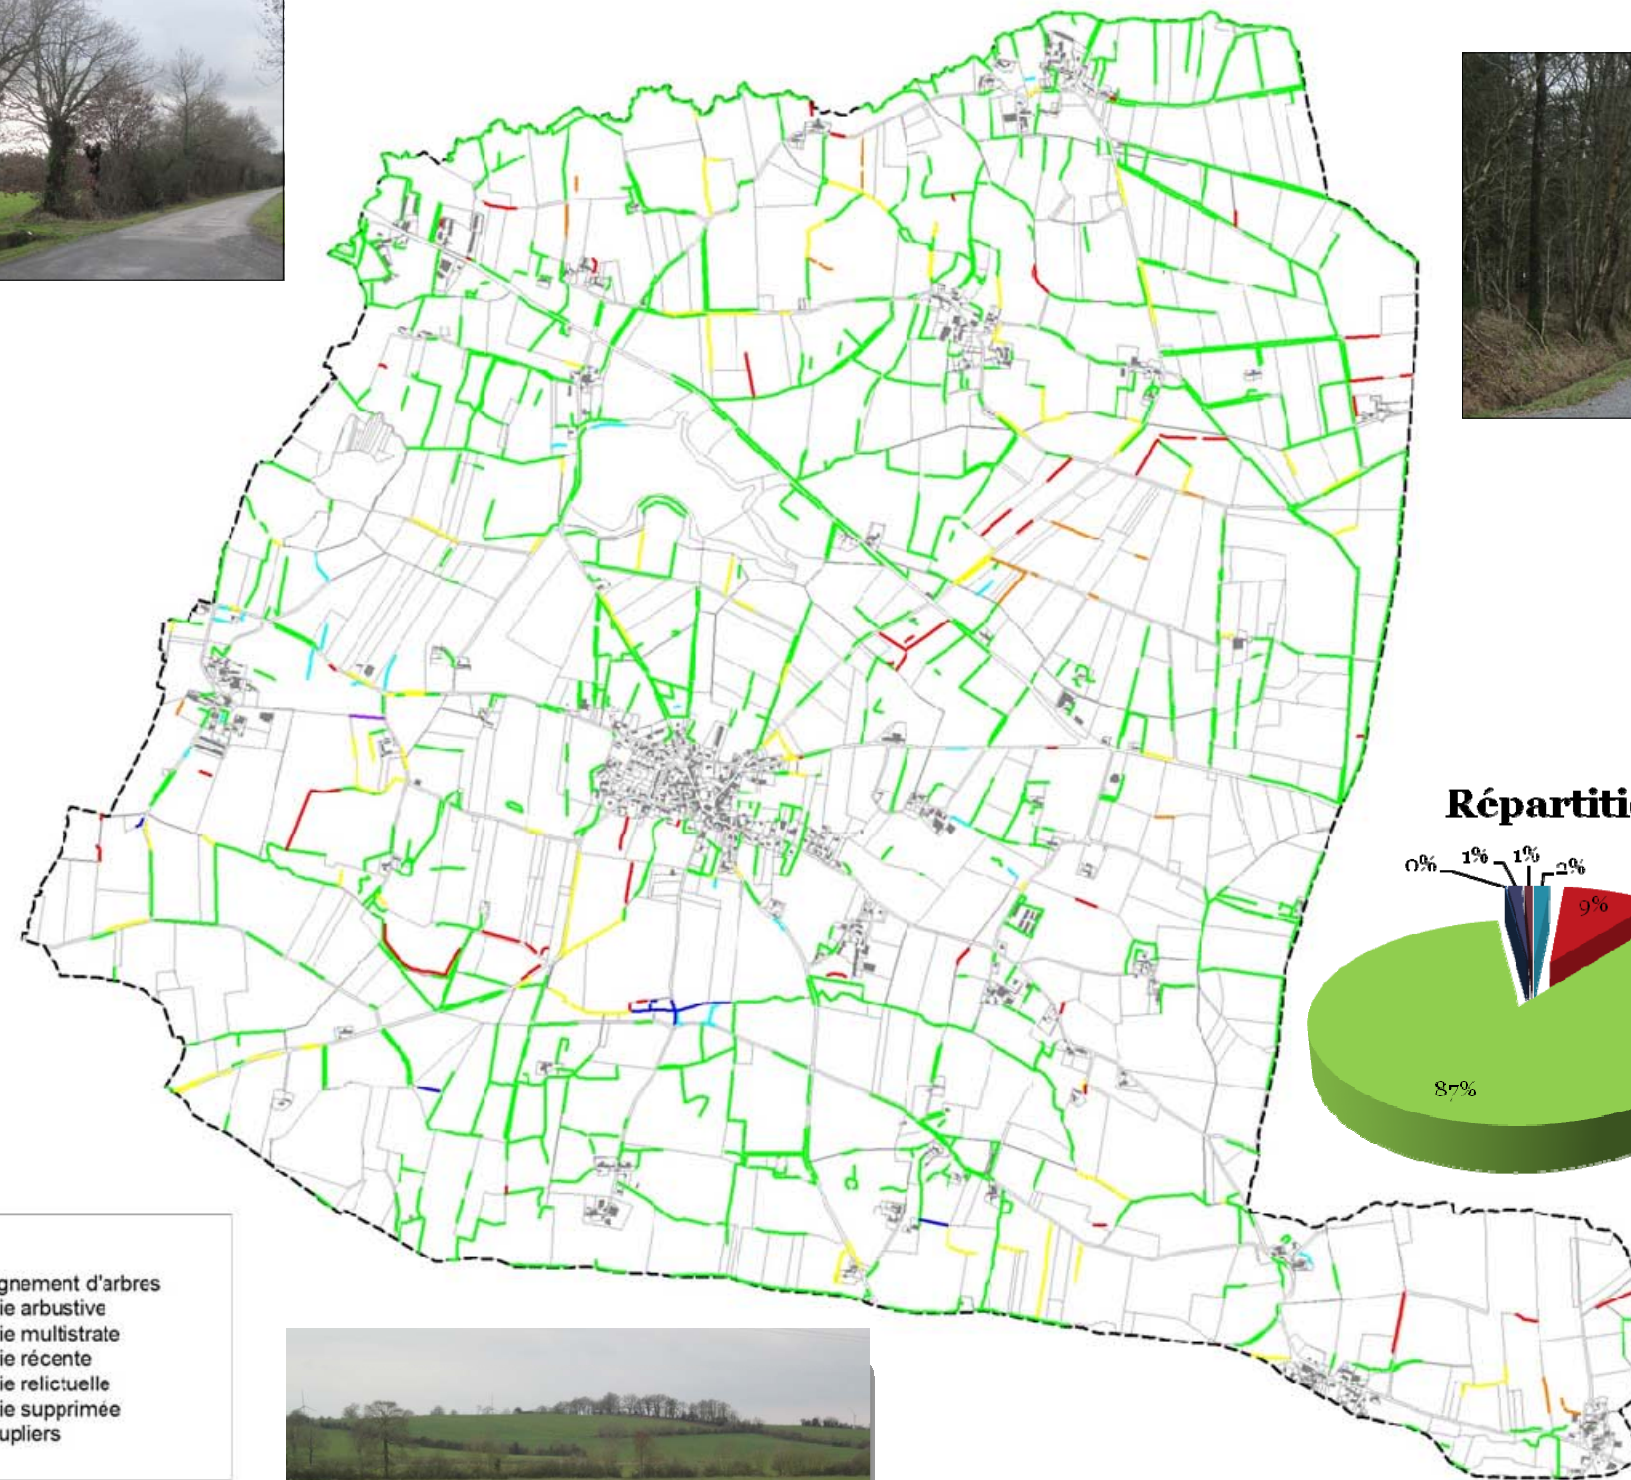 Répartiti
0% 1% 1% 2%
9%
87%
gnement d'arbres
ie arbustive
ie multistrate
ie récente
ie relictuelle
ie supprimée
upliers